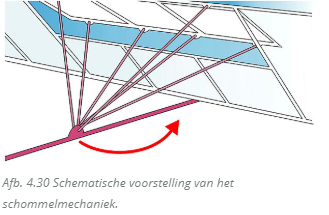 Afb. 4.30 Schematische voorstelling van het
schommelmechaniek.